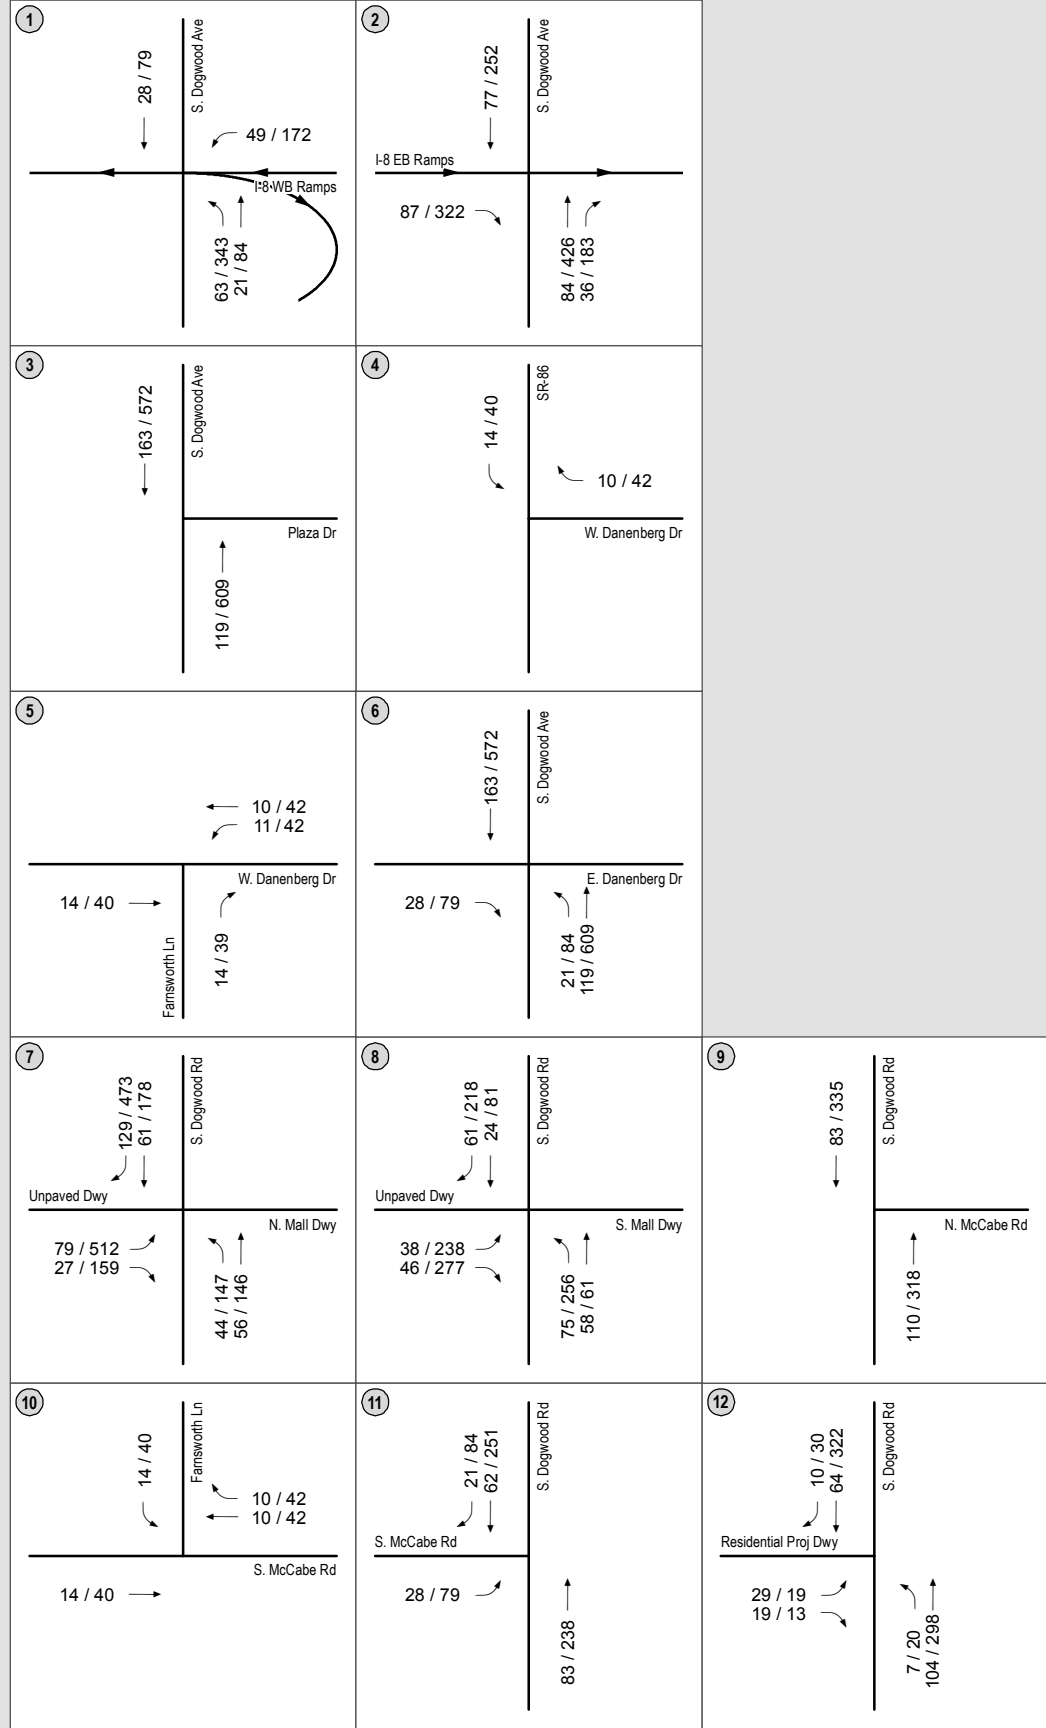 1
S. Dogwood Ave
28 / 79
49 / 172
I-8 WB Ramps
63 / 343
21 / 84
2
S. Dogwood Ave
77 / 252
I-8 EB Ramps
87 / 322
84 / 426
36 / 183
3
S. Dogwood Ave
163 / 572
Plaza Dr
119 / 609
4
SR-86
14 / 40
10 / 42
W. Danenberg Dr
5
10 / 42
11 / 42
W. Danenberg Dr
14 / 40
14 / 39
Farnsworth Ln
6
S. Dogwood Ave
163 / 572
E. Danenberg Dr
28 / 79
21 / 84
119 / 609
7
S. Dogwood Rd
129 / 473
61 / 178
Unpaved Dwy
N. Mall Dwy
79 / 512
27 / 159
44 / 147
56 / 146
8
S. Dogwood Rd
61 / 218
24 / 81
Unpaved Dwy
S. Mall Dwy
38 / 238
46 / 277
75 / 256
58 / 61
9
S. Dogwood Rd
83 / 335
N. McCabe Rd
110 / 318
10
Farnsworth Ln
14 / 40
10 / 42
10 / 42
S. McCabe Rd
14 / 40
11
S. Dogwood Rd
21 / 84
62 / 251
S. McCabe Rd
28 / 79
83 / 238
12
S. Dogwood Rd
10 / 30
64 / 322
Residential Proj Dwy
29 / 19
19 / 13
7 / 20
104 / 298